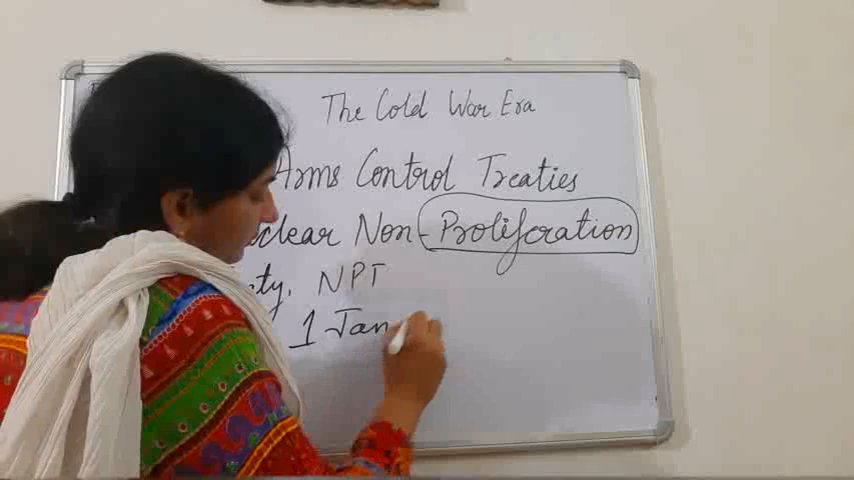 The Cold War Era
Arms Control Treaties
clear Non-Proliferation
ty, NPT
1 Jan